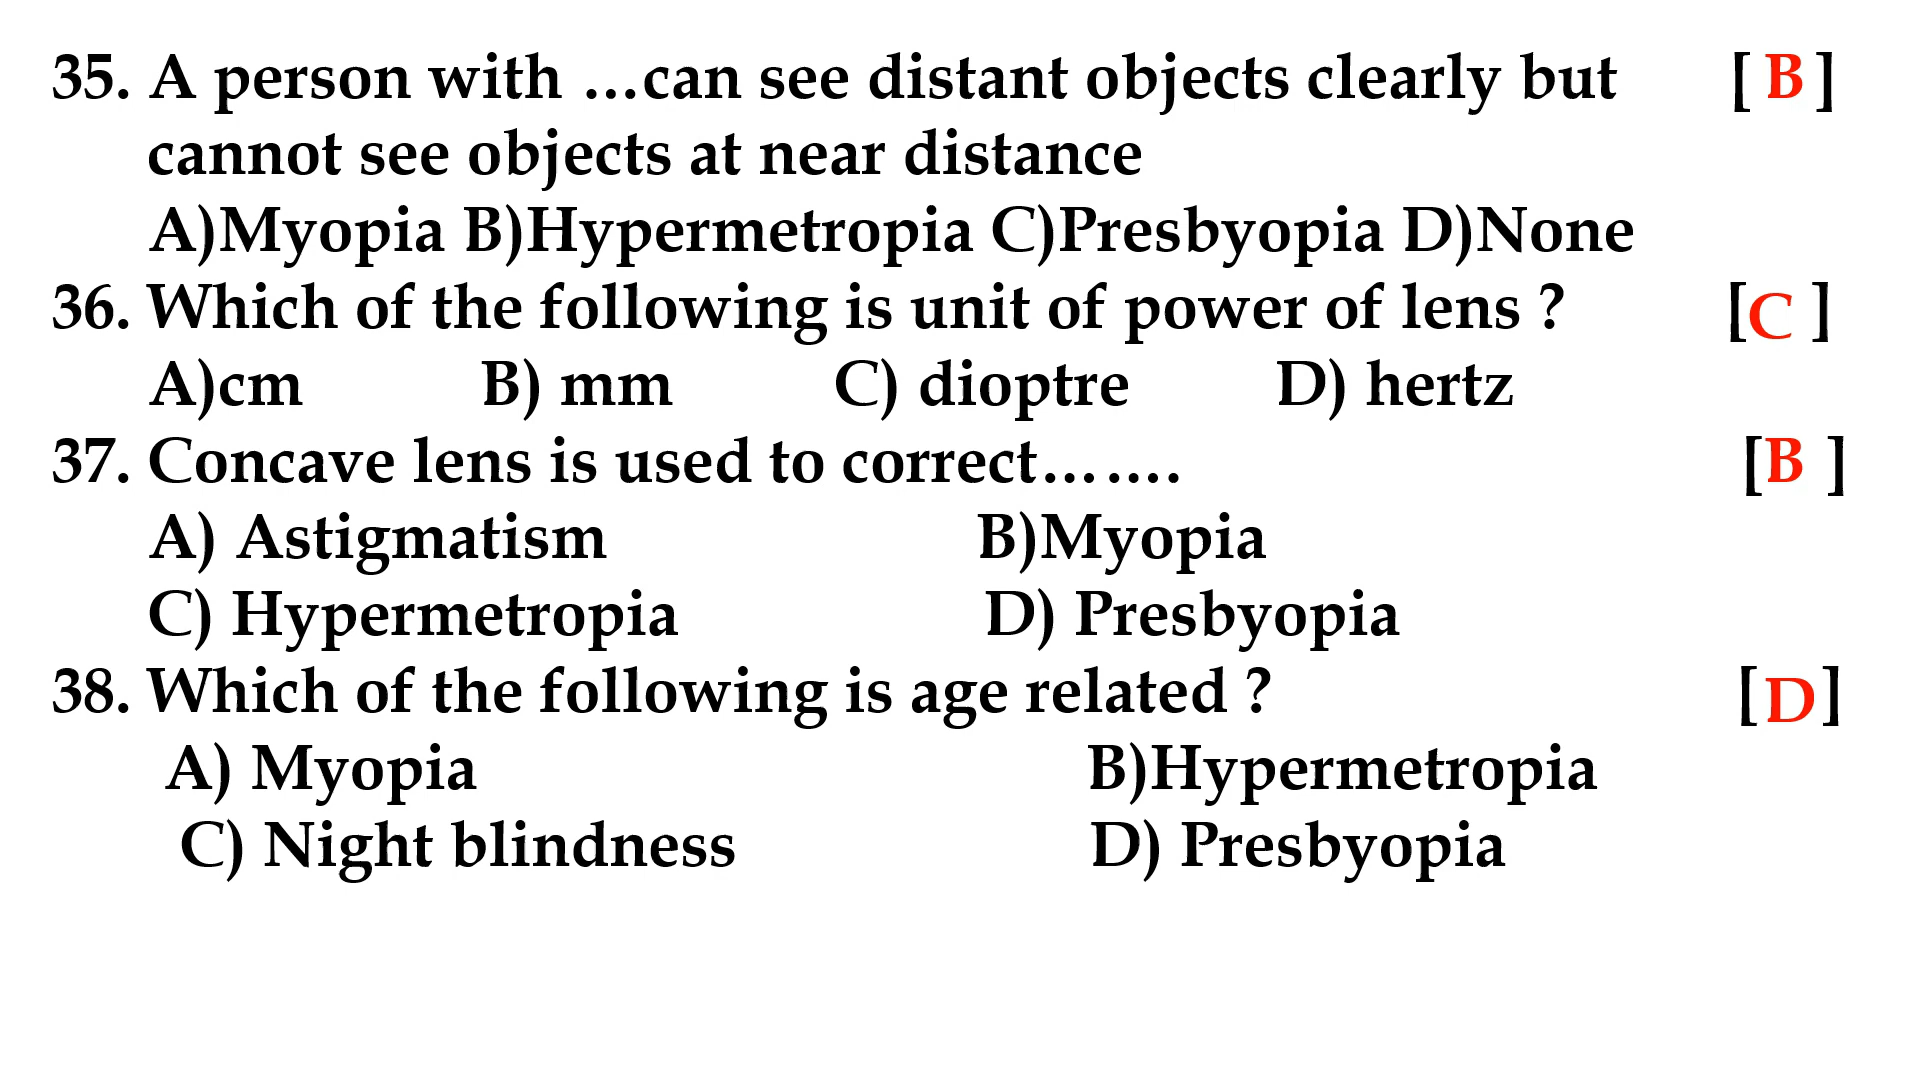 35. A person with ...can see distant objects clearly but [ B ]
cannot see objects at near distance
A)Myopia B)Hypermetropia C)Presbyopia D)None
36. Which of the following is unit of power of lens ? [C ]
A)cm B) mm C) dioptre D) hertz
37. Concave lens is used to correct....... [B ]
A) Astigmatism B)Myopia
C) Hypermetropia D) Presbyopia
38. Which of the following is age related ? [D]
A) Myopia B)Hypermetropia
C) Night blindness D) Presbyopia